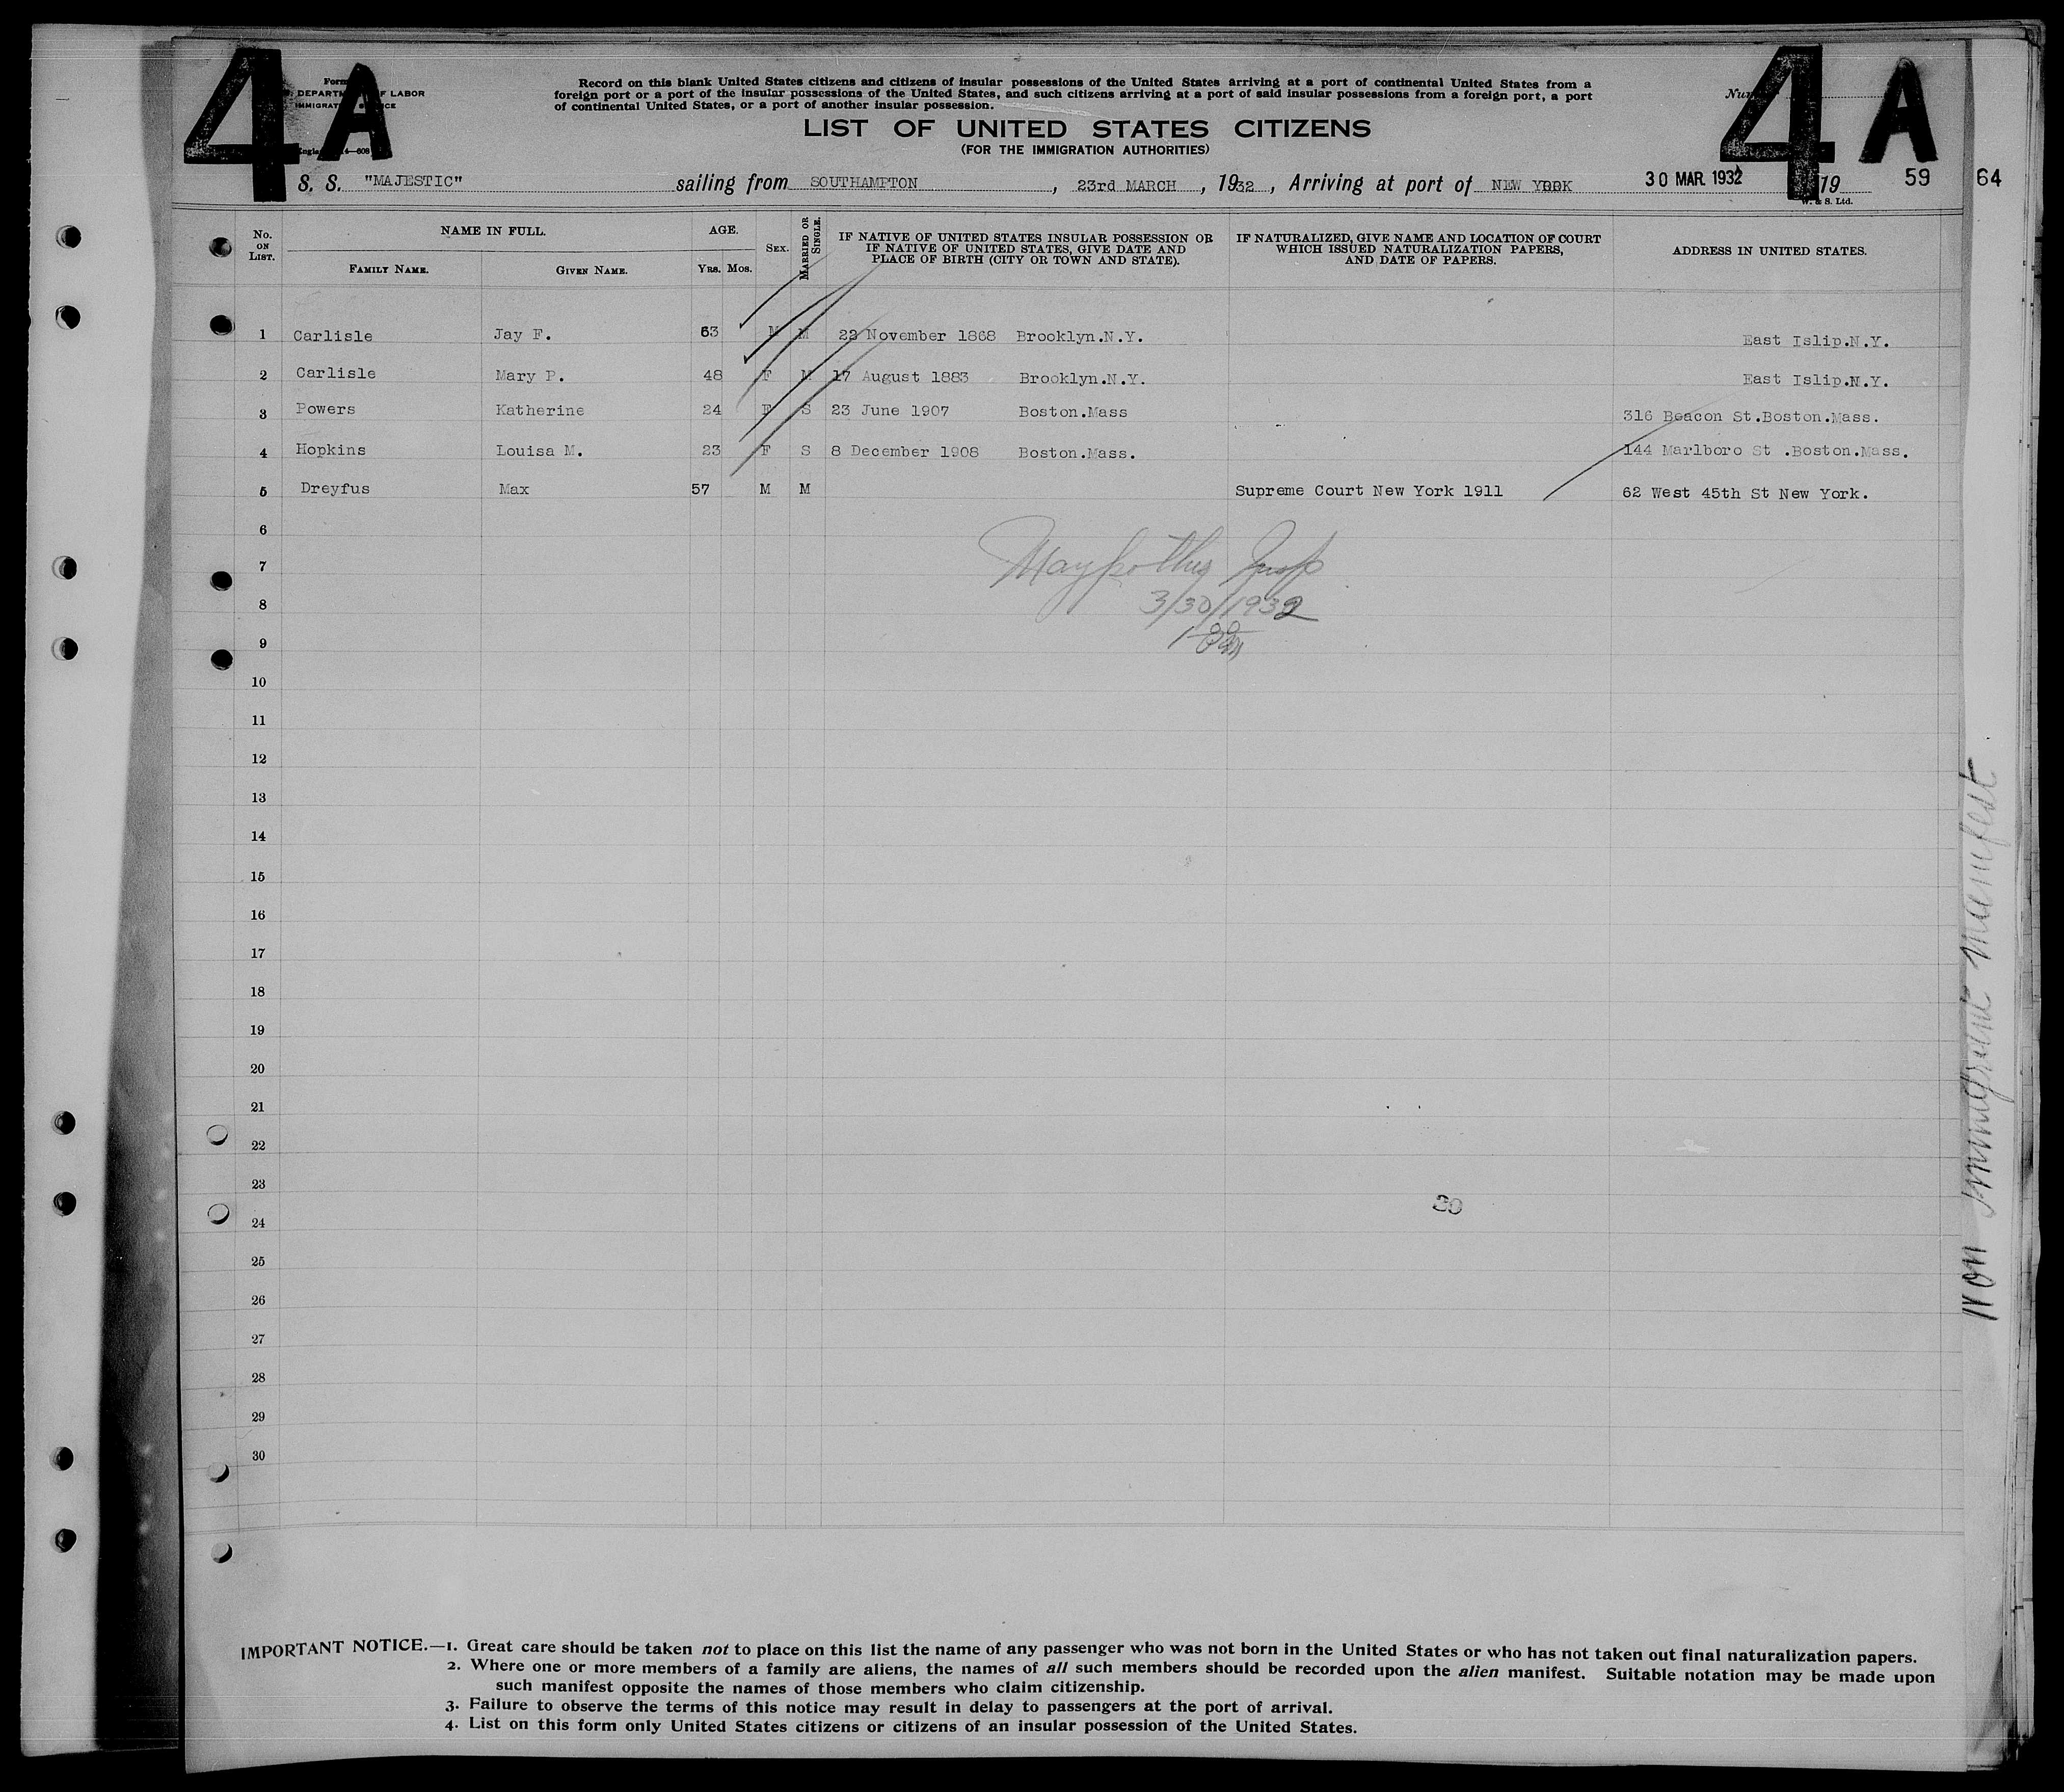 4A
4A
Form
DEPARTM F LABOR
IMMIGRAT ICE
Record on this blank United States citizens and citizens of insular possessions of the United States arriving at a port of continental United States from a
foreign port or a port of the insular possessions of the United States, and such citizens arriving at a port of said insular possessions from a foreign port, a port
of continental United States, or a port of another insular possession.
LIST OF UNITED STATES CITIZENS
(FOR THE IMMIGRATION AUTHORITIES)
S. S. "MAJESTIC" sailing from SOUTHAMPTON, 23rd MARCH, 1932, Arriving at port of NEW YORK 30 MAR. 1932 19 59 64
W. & S. Ltd.
No. ON LIST. NAME IN FULL. AGE. SEX. MARRIED OR SINGLE. IF NATIVE OF UNITED STATES INSULAR POSSESSION OR IF NATIVE OF UNITED STATES, GIVE DATE AND PLACE OF BIRTH (CITY OR TOWN AND STATE). IF NATURALIZED, GIVE NAME AND LOCATION OF COURT WHICH ISSUED NATURALIZATION PAPERS, AND DATE OF PAPERS. ADDRESS IN UNITED STATES.
FAMILY NAME. GIVEN NAME. YRS. MOS.
1 Carlisle Jay F. 63 M M 22 November 1868 Brooklyn.N.Y. East Islip.N.Y.
2 Carlisle Mary P. 48 F M 17 August 1883 Brooklyn.N.Y. East Islip.N.Y.
3 Powers Katherine 24 F S 23 June 1907 Boston.Mass 316 Beacon St.Boston.Mass.
4 Hopkins Louisa M. 23 F S 8 December 1908 Boston.Mass. 144 Marlboro St .Boston.Mass.
5 Dreyfus Max 57 M M Supreme Court New York 1911 62 West 45th St New York.
6
7
3/30/1932
8
9
10
11
12
13
14
15
16
17
18
19
20
21
22
23
30
24
25
26
27
28
29
30
Non Immigrant Manifest
IMPORTANT NOTICE.—1. Great care should be taken not to place on this list the name of any passenger who was not born in the United States or who has not taken out final naturalization papers.
2. Where one or more members of a family are aliens, the names of all such members should be recorded upon the alien manifest. Suitable notation may be made upon
such manifest opposite the names of those members who claim citizenship.
3. Failure to observe the terms of this notice may result in delay to passengers at the port of arrival.
4. List on this form only United States citizens or citizens of an insular possession of the United States.